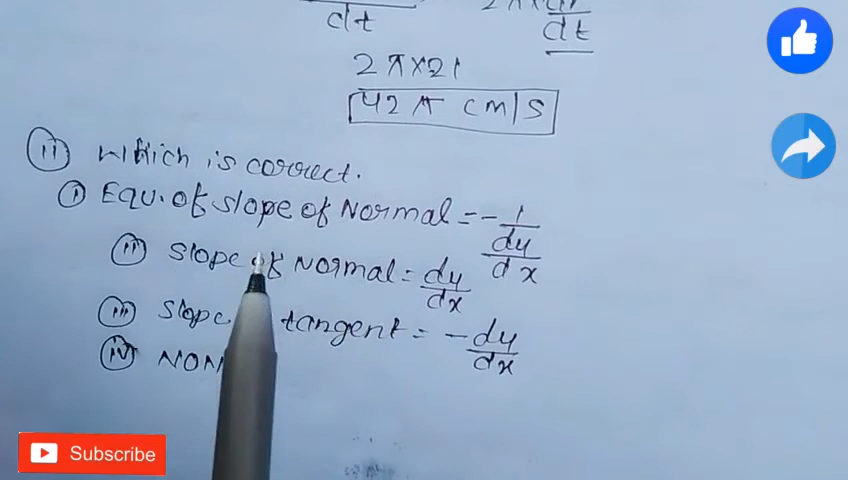 dt
dt
2π×21
42π cm/s
(ii) Which is correct.
(i) Equ. of slope of Normal = - 1/dy/dx
(ii) Slope of Normal = dy/dx
(iii) Slope tangent = - dy/dx
(iv) NON
Subscribe